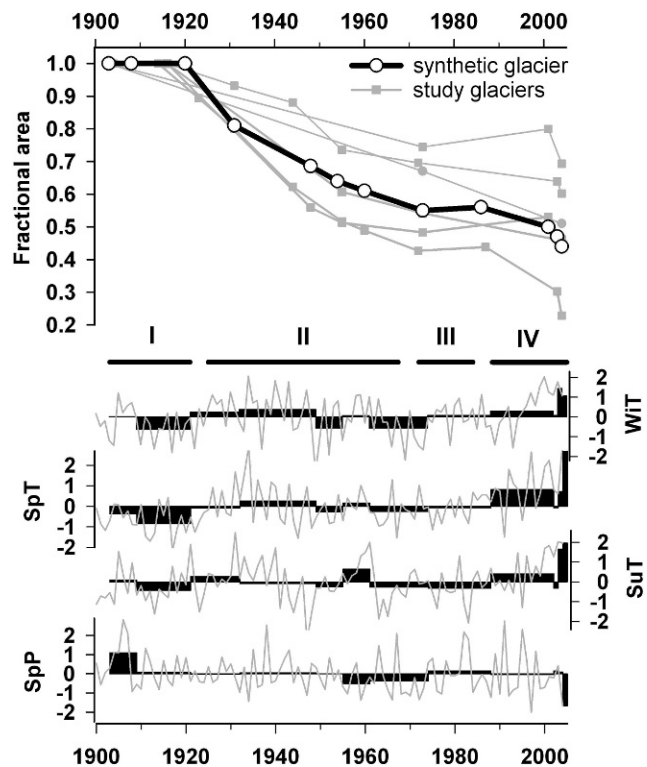 1900 1920 1940 1960 1980 2000
1.0
0.9
0.8
0.7
0.6
0.5
0.4
0.3
0.2
Fractional area
synthetic glacier
study glaciers
I II III IV
2
1
0
-1
-2
WiT
2
1
0
-1
-2
SpT
2
1
0
-1
-2
SuT
2
1
0
-1
-2
SpP
1900 1920 1940 1960 1980 2000